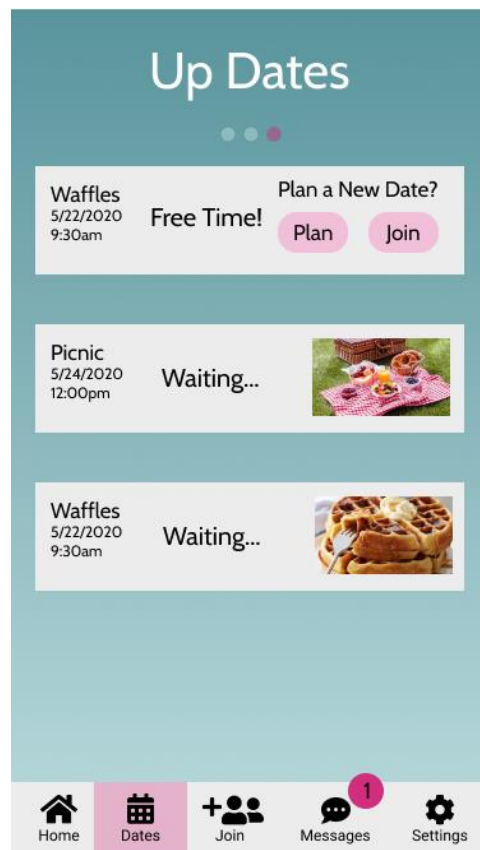 Up Dates
Waffles
5/22/2020
9:30am
Free Time!
Plan a New Date?
Plan
Join
Picnic
5/24/2020
12:00pm
Waiting...
Waffles
5/22/2020
9:30am
Waiting...
1
Home
Dates
Join
Messages
Settings